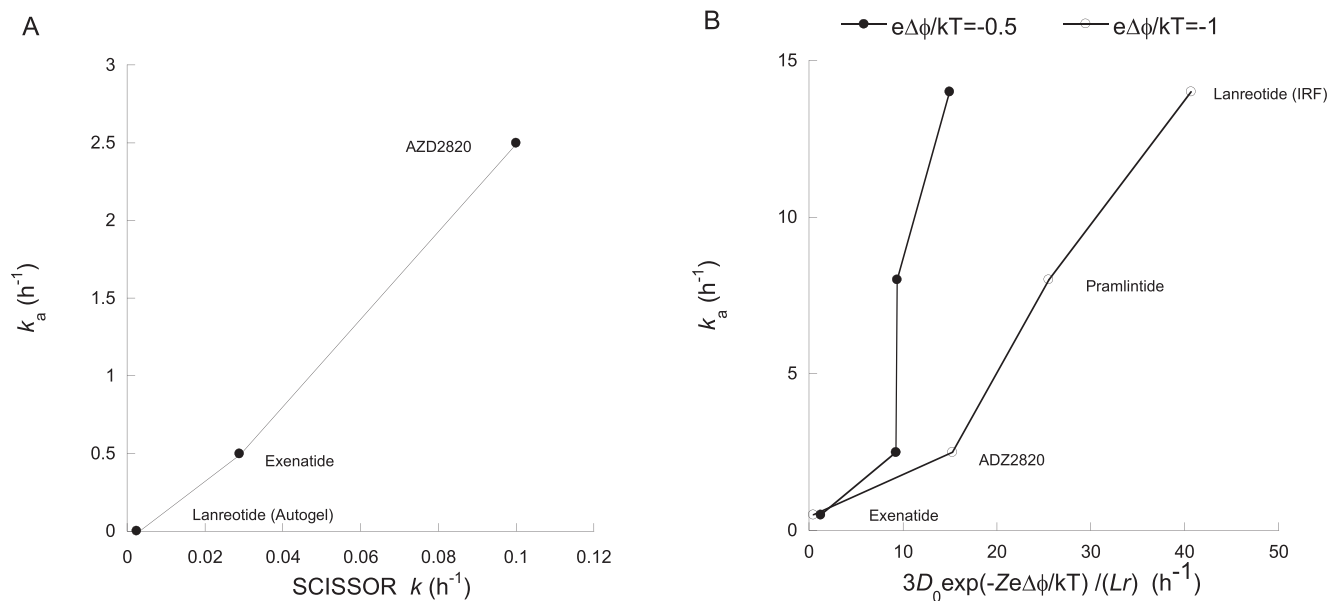 A
3
2.5
2
1.5
1
0.5
0
kₐ (h⁻¹)
AZD2820
Exenatide
Lanreotide (Autogel)
0 0.02 0.04 0.06 0.08 0.1 0.12
SCISSOR k (h⁻¹)
B
eΔϕ/kT=-0.5 eΔϕ/kT=-1
15
10
5
0
kₐ (h⁻¹)
Lanreotide (IRF)
Pramlintide
ADZ2820
Exenatide
0 10 20 30 40 50
3D₀exp(-ZeΔϕ/kT) /(Lr) (h⁻¹)